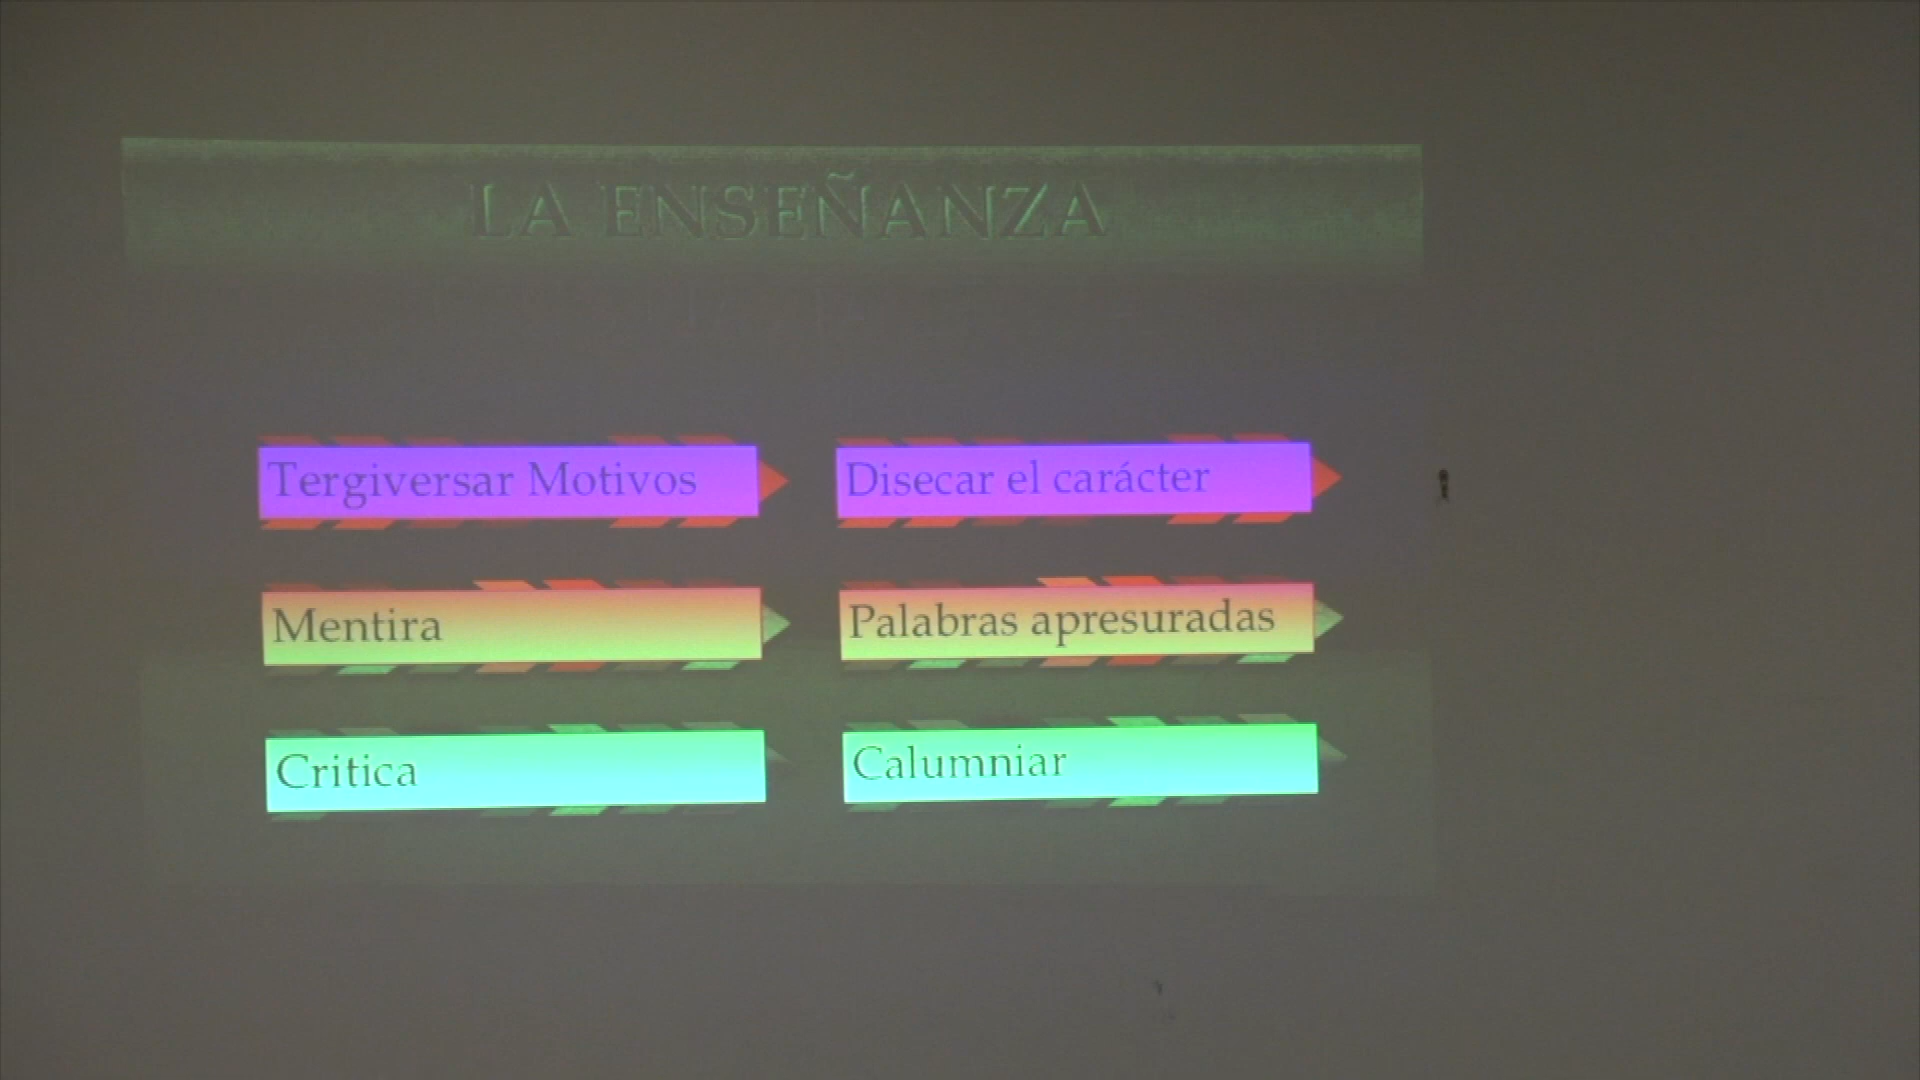 LA ENSEÑANZA
Tergiversar Motivos
Disecar el carácter
Mentira
Palabras apresuradas
Critica
Calumniar